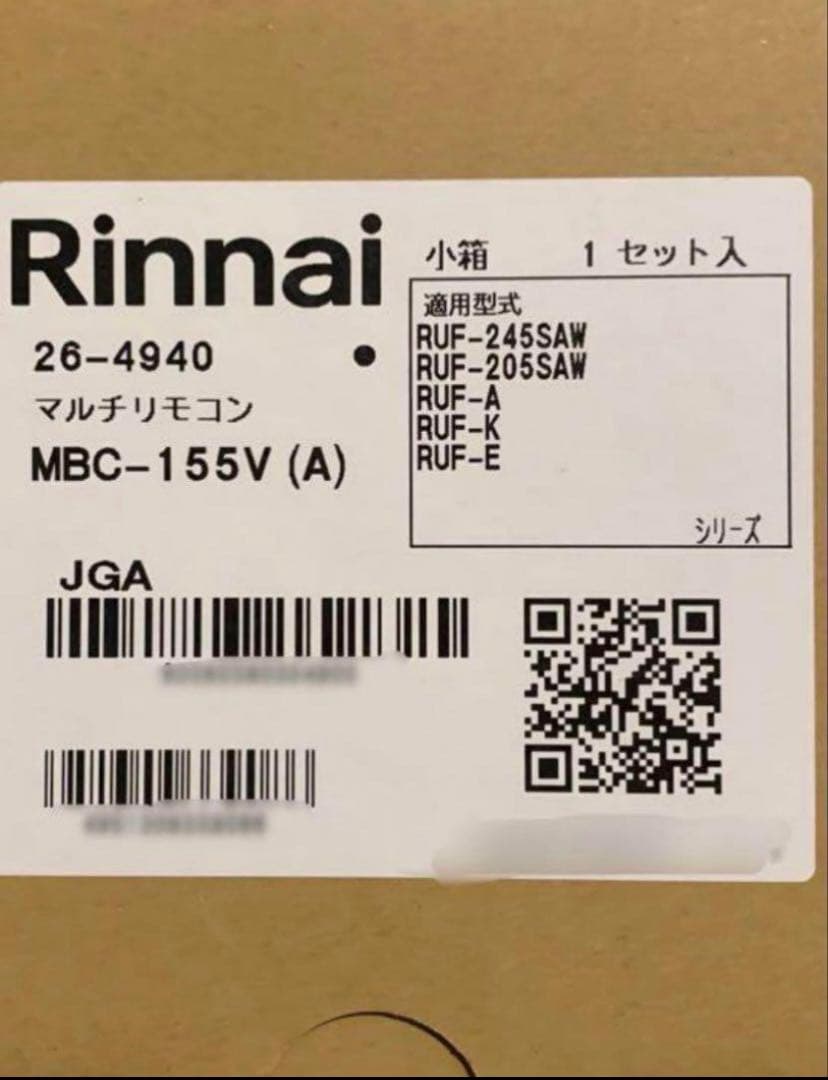 Rinnai
26-4940 ●
マルチリモコン
MBC-155V (A)
小箱 1 セット入
適用型式
RUF-245SAW
RUF-205SAW
RUF-A
RUF-K
RUF-E
シリーズ
JGA